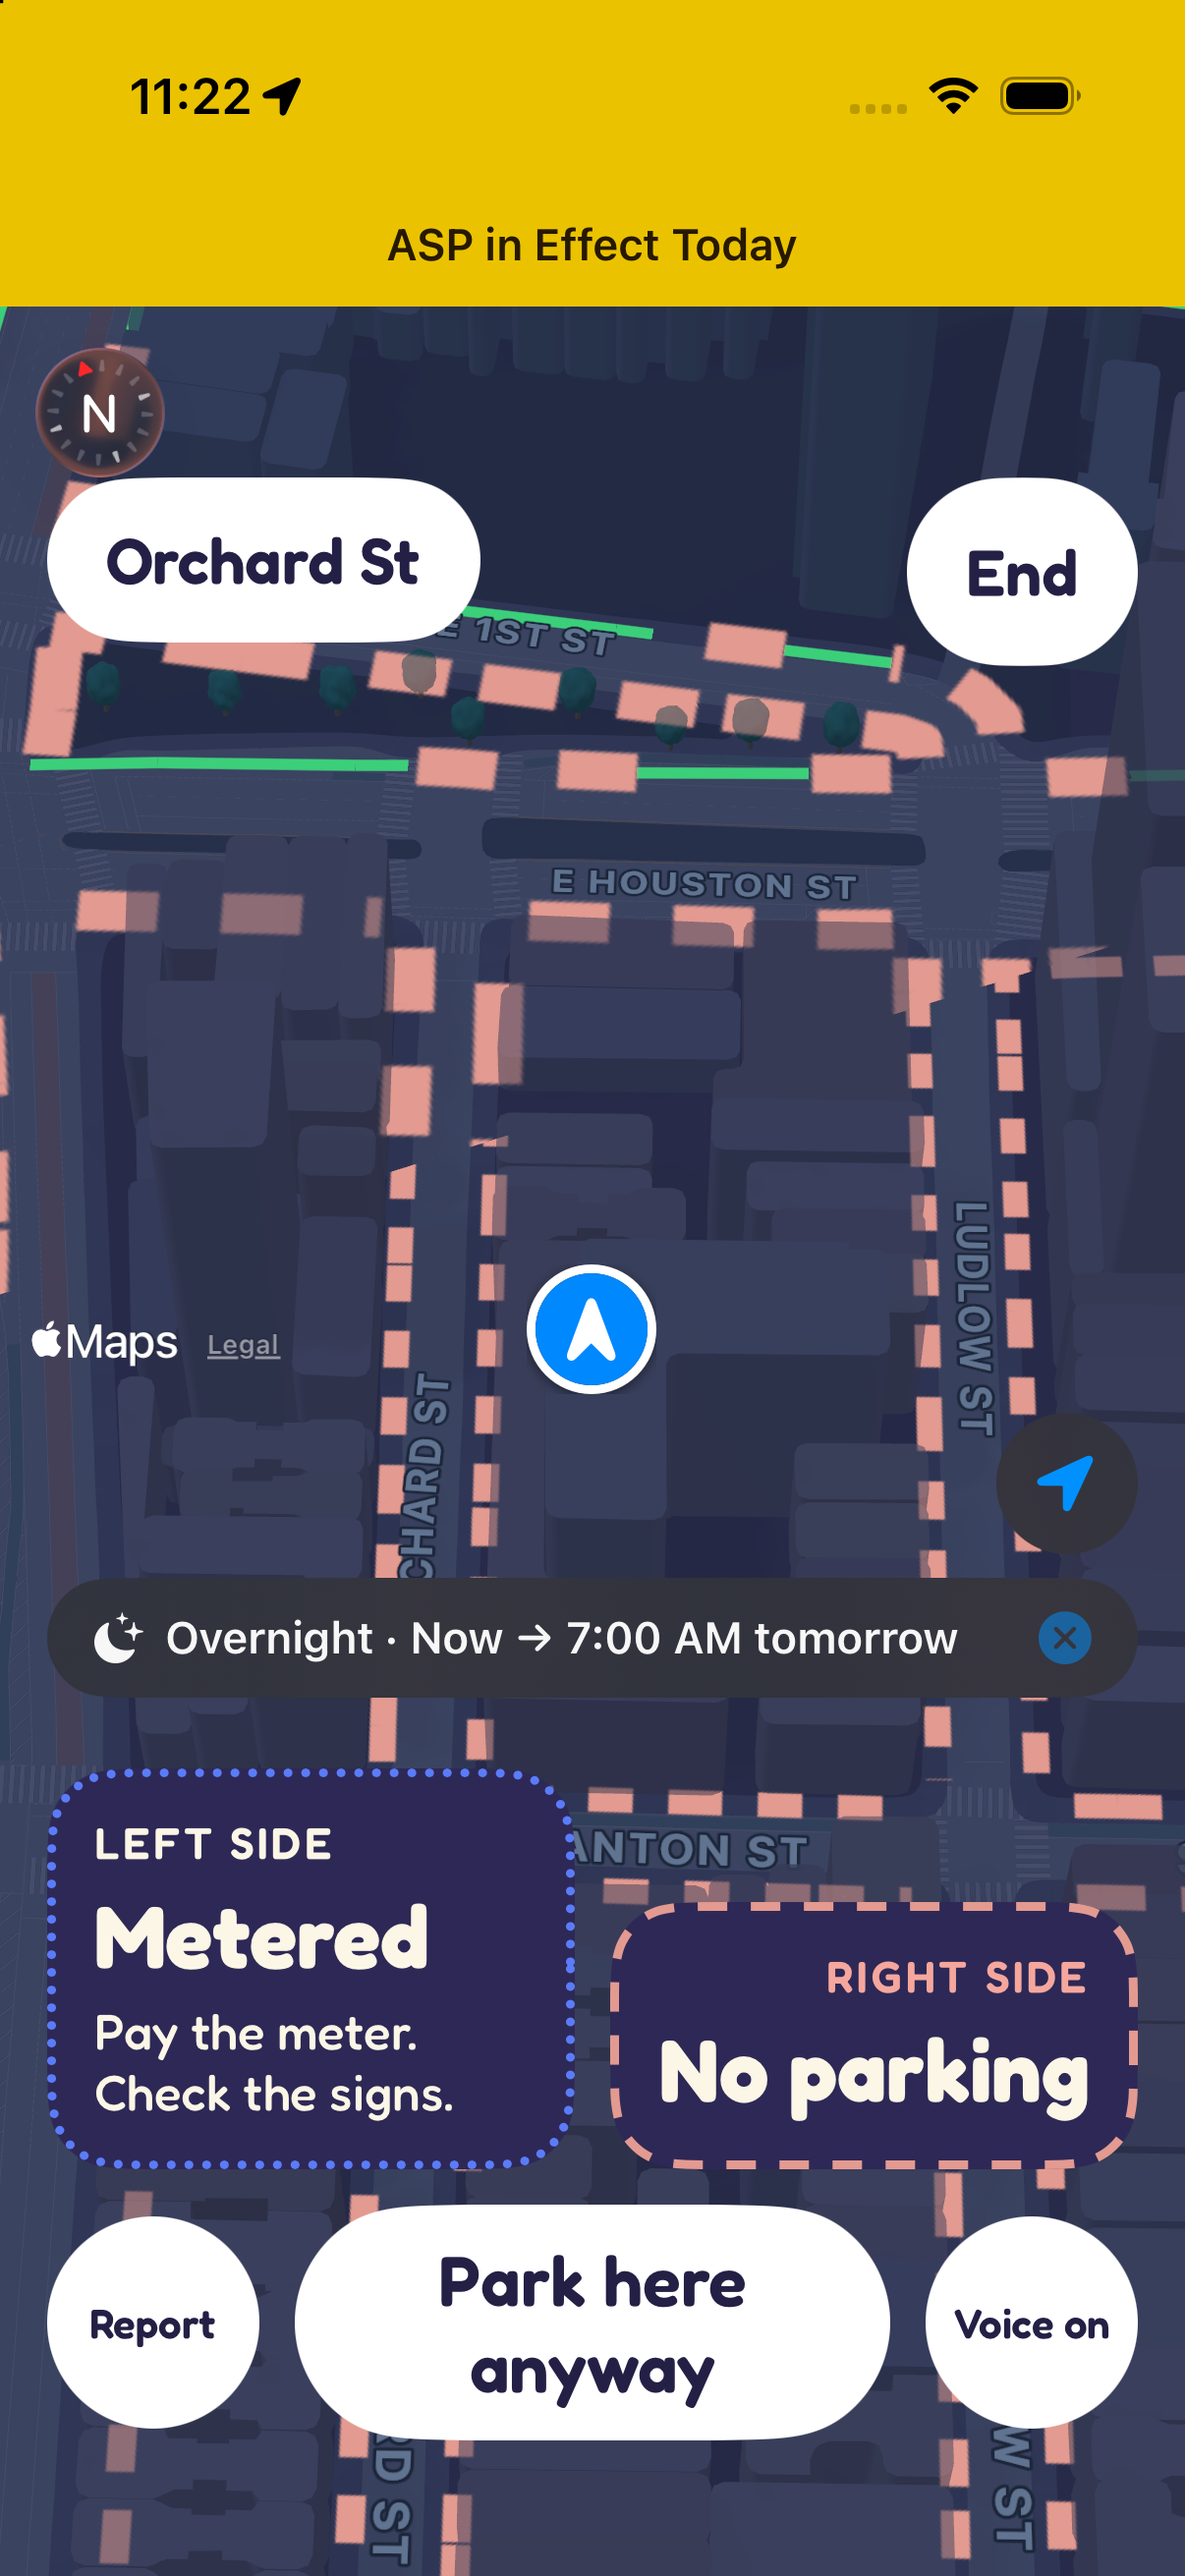 11:22
ASP in Effect Today
N
Orchard St
End
E 1ST ST
E HOUSTON ST
LUDLOW ST
Maps
Legal
CHARD ST
Overnight · Now → 7:00 AM tomorrow
LEFT SIDE
Metered
Pay the meter.
Check the signs.
ANTON ST
RIGHT SIDE
No parking
Report
Park here
anyway
Voice on
RD ST
W ST